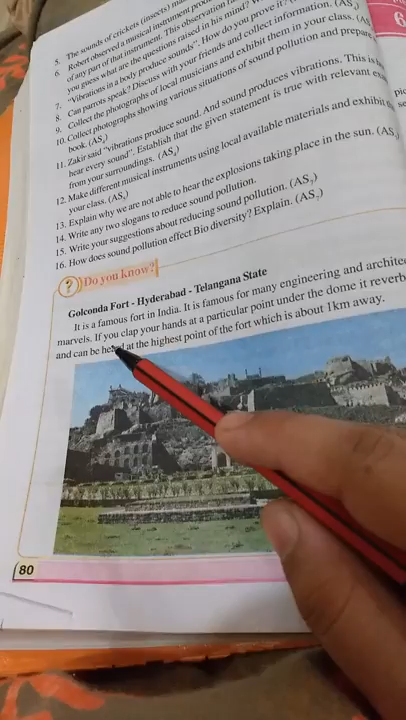 5. The sounds of crickets (insects) ma
6. Robert observed a musical instrument prod
of any part of that instrument. This observation
you guess what are the questions raised in his mind?
7. "Vibrations in a body produce sounds". How do you prove it?
8. Can parrots speak? Discuss with your friends and collect information. (AS
9. Collect the photographs of local musicians and exhibit them in your class. (A
10. Collect photographs showing various situations of sound pollution and prepare
book. (AS
11. Zakir said "vibrations produce sound. And sound produces vibrations. This is
hear every sound". Establish that the given statement is true with relevant exa
from your surroundings. (AS
12. Make different musical instruments using local available materials and exhibit
your class. (AS
13. Explain why we are not able to hear the explosions taking place in the sun. (AS
14. Write any two slogans to reduce sound pollution.
15. Write your suggestions about reducing sound pollution. (AS7)
16. How does sound pollution effect Bio diversity? Explain. (AS7)
? Do you know?
Golconda Fort - Hyderabad - Telangana State
It is a famous fort in India. It is famous for many engineering and archite
marvels. If you clap your hands at a particular point under the dome it reverb
and can be at the highest point of the fort which is about 1km away.
80